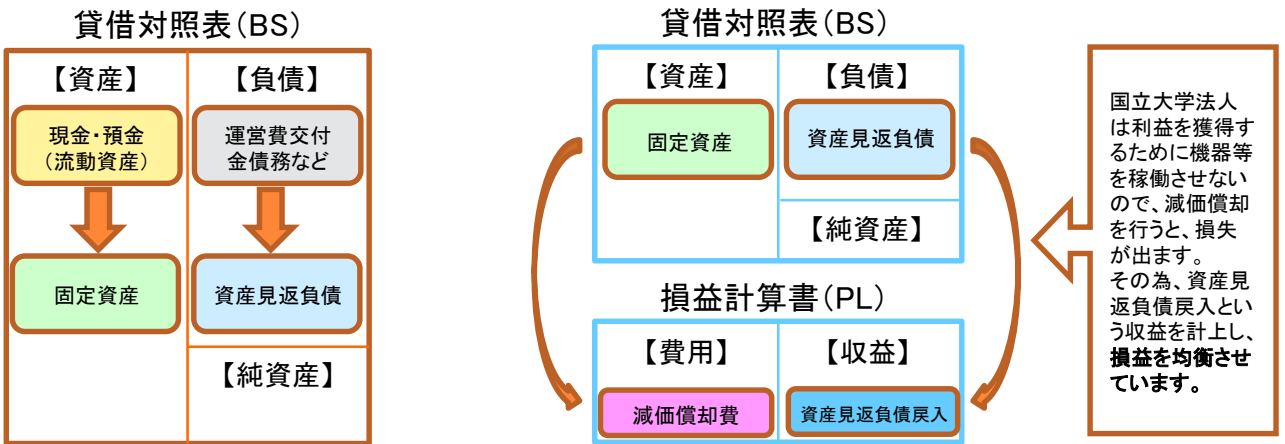 貸借対照表(BS)
【資産】
【負債】
現金・預金
(流動資産)
運営費交付
金債務など
固定資産
資産見返負債
【純資産】
貸借対照表(BS)
【資産】
【負債】
固定資産
資産見返負債
【純資産】
損益計算書(PL)
【費用】
【収益】
減価償却費
資産見返負債戻入
国立大学法人
は利益を獲得す
るために機器等
を稼働させない
ので、減価償却
を行うと、損失
が出ます。
その為、資産見
返負債戻入とい
う収益を計上し、
損益を均衡させ
ています。